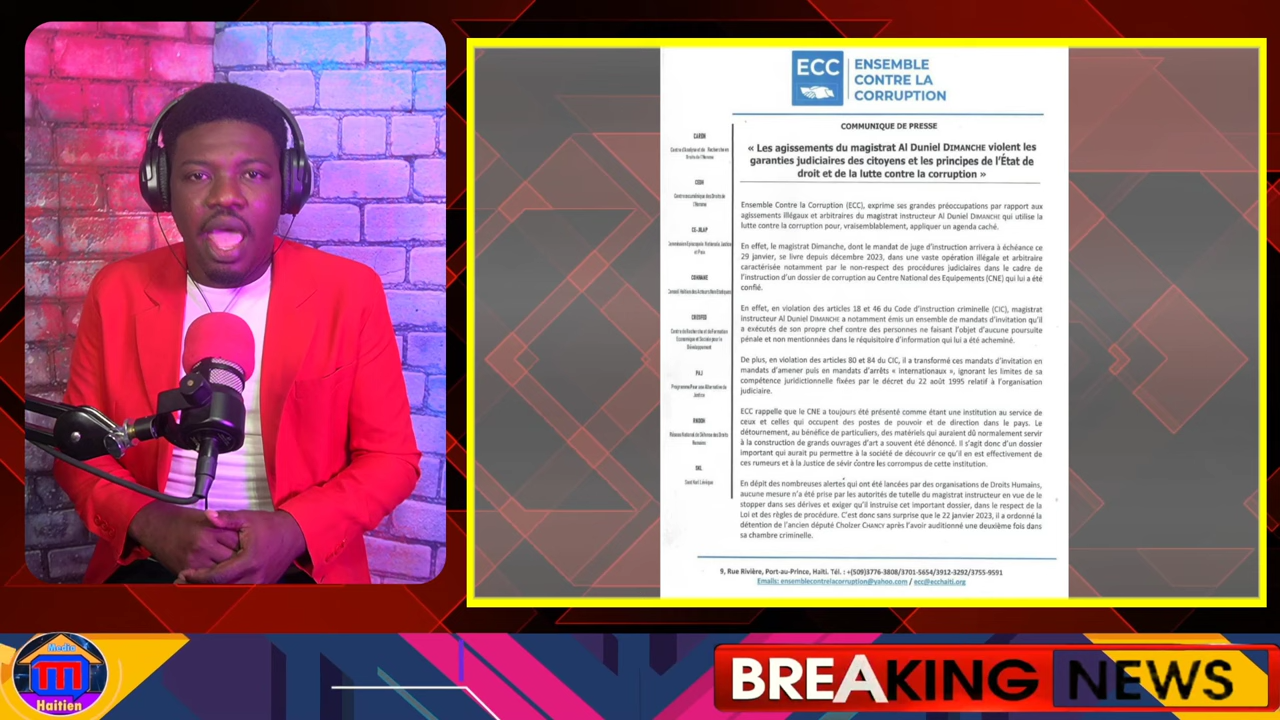 ECC
ENSEMBLE
CONTRE LA
CORRUPTION
COMMUNIQUE DE PRESSE
« Les agissements du magistrat Al Duniel DIMANCHE violent les
garanties judiciaires des citoyens et les principes de l'État de
droit et de la lutte contre la corruption »
Ensemble Contre la Corruption (ECC), exprime ses grandes préoccupations par rapport aux
agissements illégaux et arbitraires du magistrat instructeur Al Duniel DIMANCHE qui utilise la
lutte contre la corruption pour, vraisemblablement, appliquer un agenda caché.
En effet, le magistrat Dimanche, dont le mandat de juge d'instruction arrivera à échéance ce
29 janvier, se livre depuis décembre 2023, dans une vaste opération illégale et arbitraire
caractérisée notamment par le non-respect des procédures judiciaires dans le cadre de
l'instruction d'un dossier de corruption au Centre National des Equipements (CNE) qui lui a été
confié.
En effet, en violation des articles 18 et 46 du Code d'instruction criminelle (CIC), magistrat
instructeur Al Duniel DIMANCHE a notamment émis un ensemble de mandats d'invitation qu'il
a exécutés de son propre chef contre des personnes ne faisant l'objet d'aucune poursuite
pénale et non mentionnées dans le réquisitoire d'information qui lui a été acheminé.
De plus, en violation des articles 80 et 84 du CIC, il a transformé ces mandats d'invitation en
mandats d'amener puis en mandats d'arrêts « internationaux », ignorant les limites de sa
compétence juridictionnelle fixées par le décret du 22 août 1995 relatif à l'organisation
judiciaire.
ECC rappelle que le CNE a toujours été présenté comme étant une institution au service de
ceux et celles qui occupent des postes de pouvoir et de direction dans le pays. Le
détournement, au bénéfice de particuliers, des matériels qui auraient dû normalement servir
à la construction de grands ouvrages d'art a souvent été dénoncé. Il s'agit donc d'un dossier
important qui aurait pu permettre à la société de découvrir ce qu'il en est effectivement de
ces rumeurs et à la Justice de sévir contre les corrompus de cette institution.
En dépit des nombreuses alertes qui ont été lancées par des organisations de Droits Humains,
aucune mesure n'a été prise par les autorités de tutelle du magistrat instructeur en vue de le
stopper dans ses dérives et exiger qu'il instruise cet important dossier, dans le respect de la
Loi et des règles de procédure. C'est donc sans surprise que le 22 janvier 2023, il a ordonné la
détention de l'ancien député Cholzer CHANCY après l'avoir auditionné une deuxième fois dans
sa chambre criminelle.
9, Rue Rivière, Port-au-Prince, Haiti. Tél. : +(509)3776-3808/3701-5654/3912-3292/3755-9591
Emails: ensemblecontrelacorruption@yahoo.com / ecc@ecchaiti.org
Media
Haitien
BREAKING NEWS